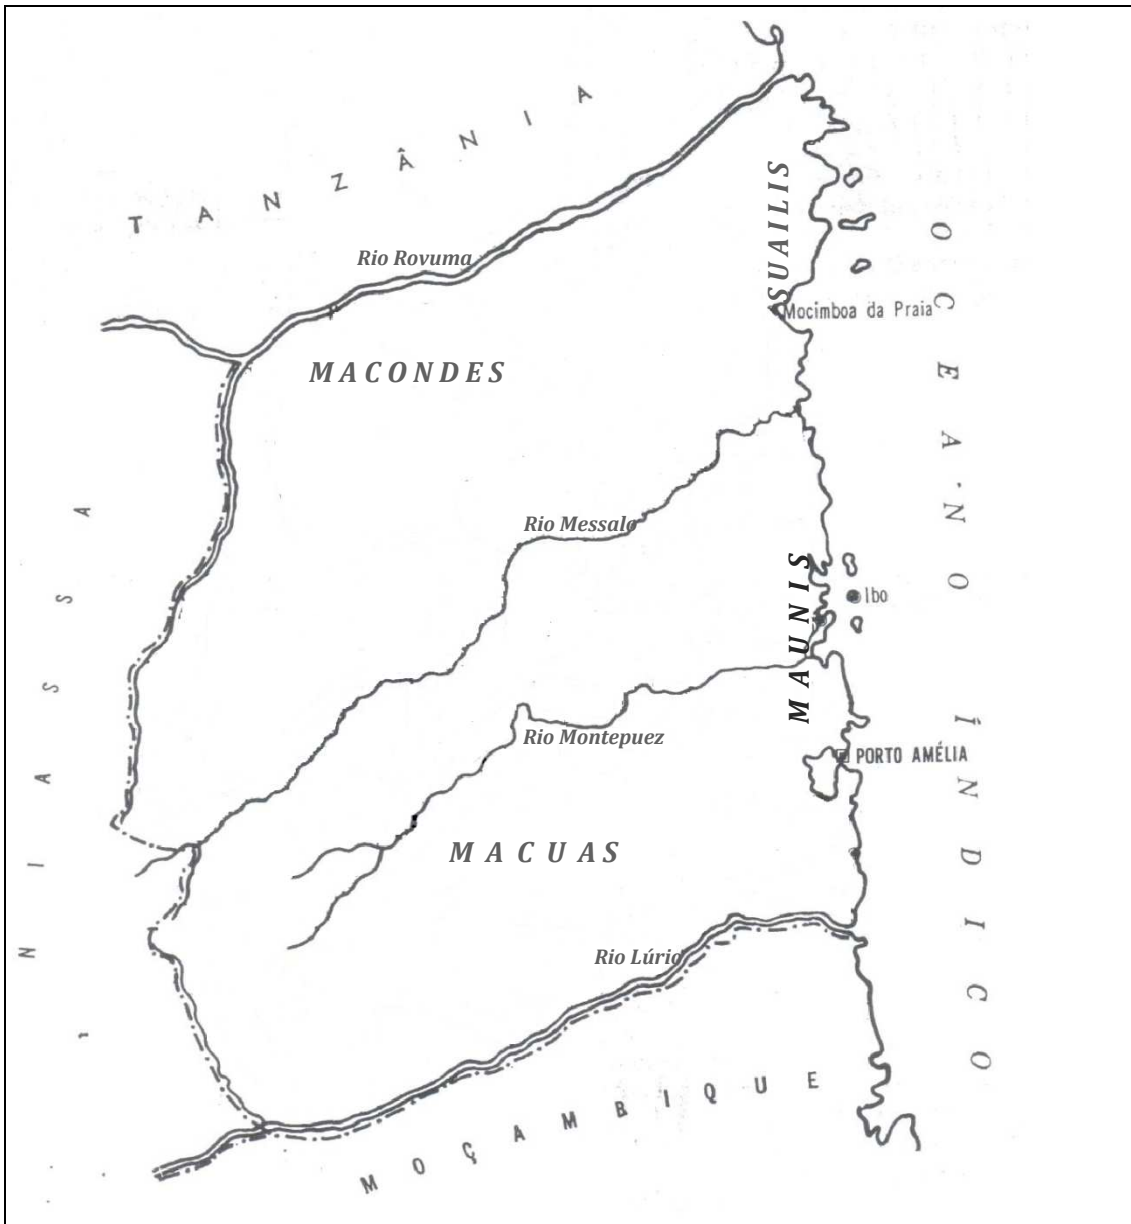 TANZÂNIA
SUAILIS
Rio Rovuma
Mocimboa da Praia
MACONDES
OCEANO ÍNDICO
Rio Messalo
NIASSA
MAUNIS
Ibo
Rio Montepuez
PORTO AMÉLIA
MACUAS
Rio Lúrio
MOÇAMBIQUE